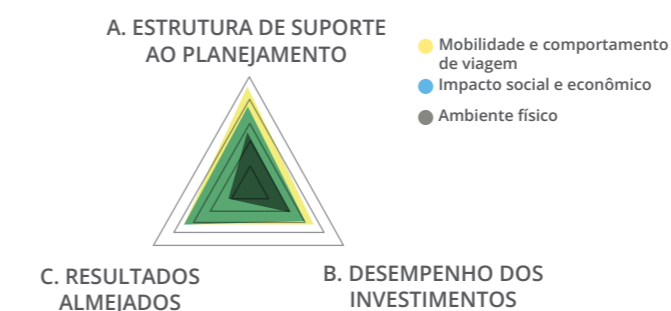 A. ESTRUTURA DE SUPORTE
AO PLANEJAMENTO
Mobilidade e comportamento
de viagem
Impacto social e econômico
Ambiente físico
C. RESULTADOS
ALMEJADOS
B. DESEMPENHO DOS
INVESTIMENTOS